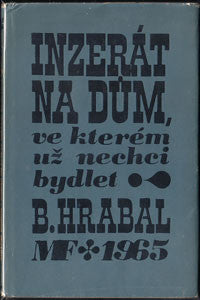 INZERÁT
NA DŮM,
ve kterém
už nechci
bydlet
B. HRABAL
MF 1965